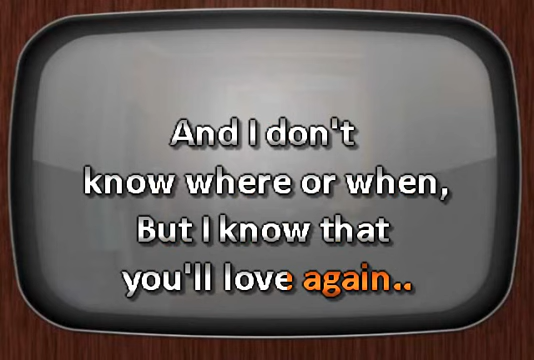 And I don't
know where or when,
But I know that
you'll love again..